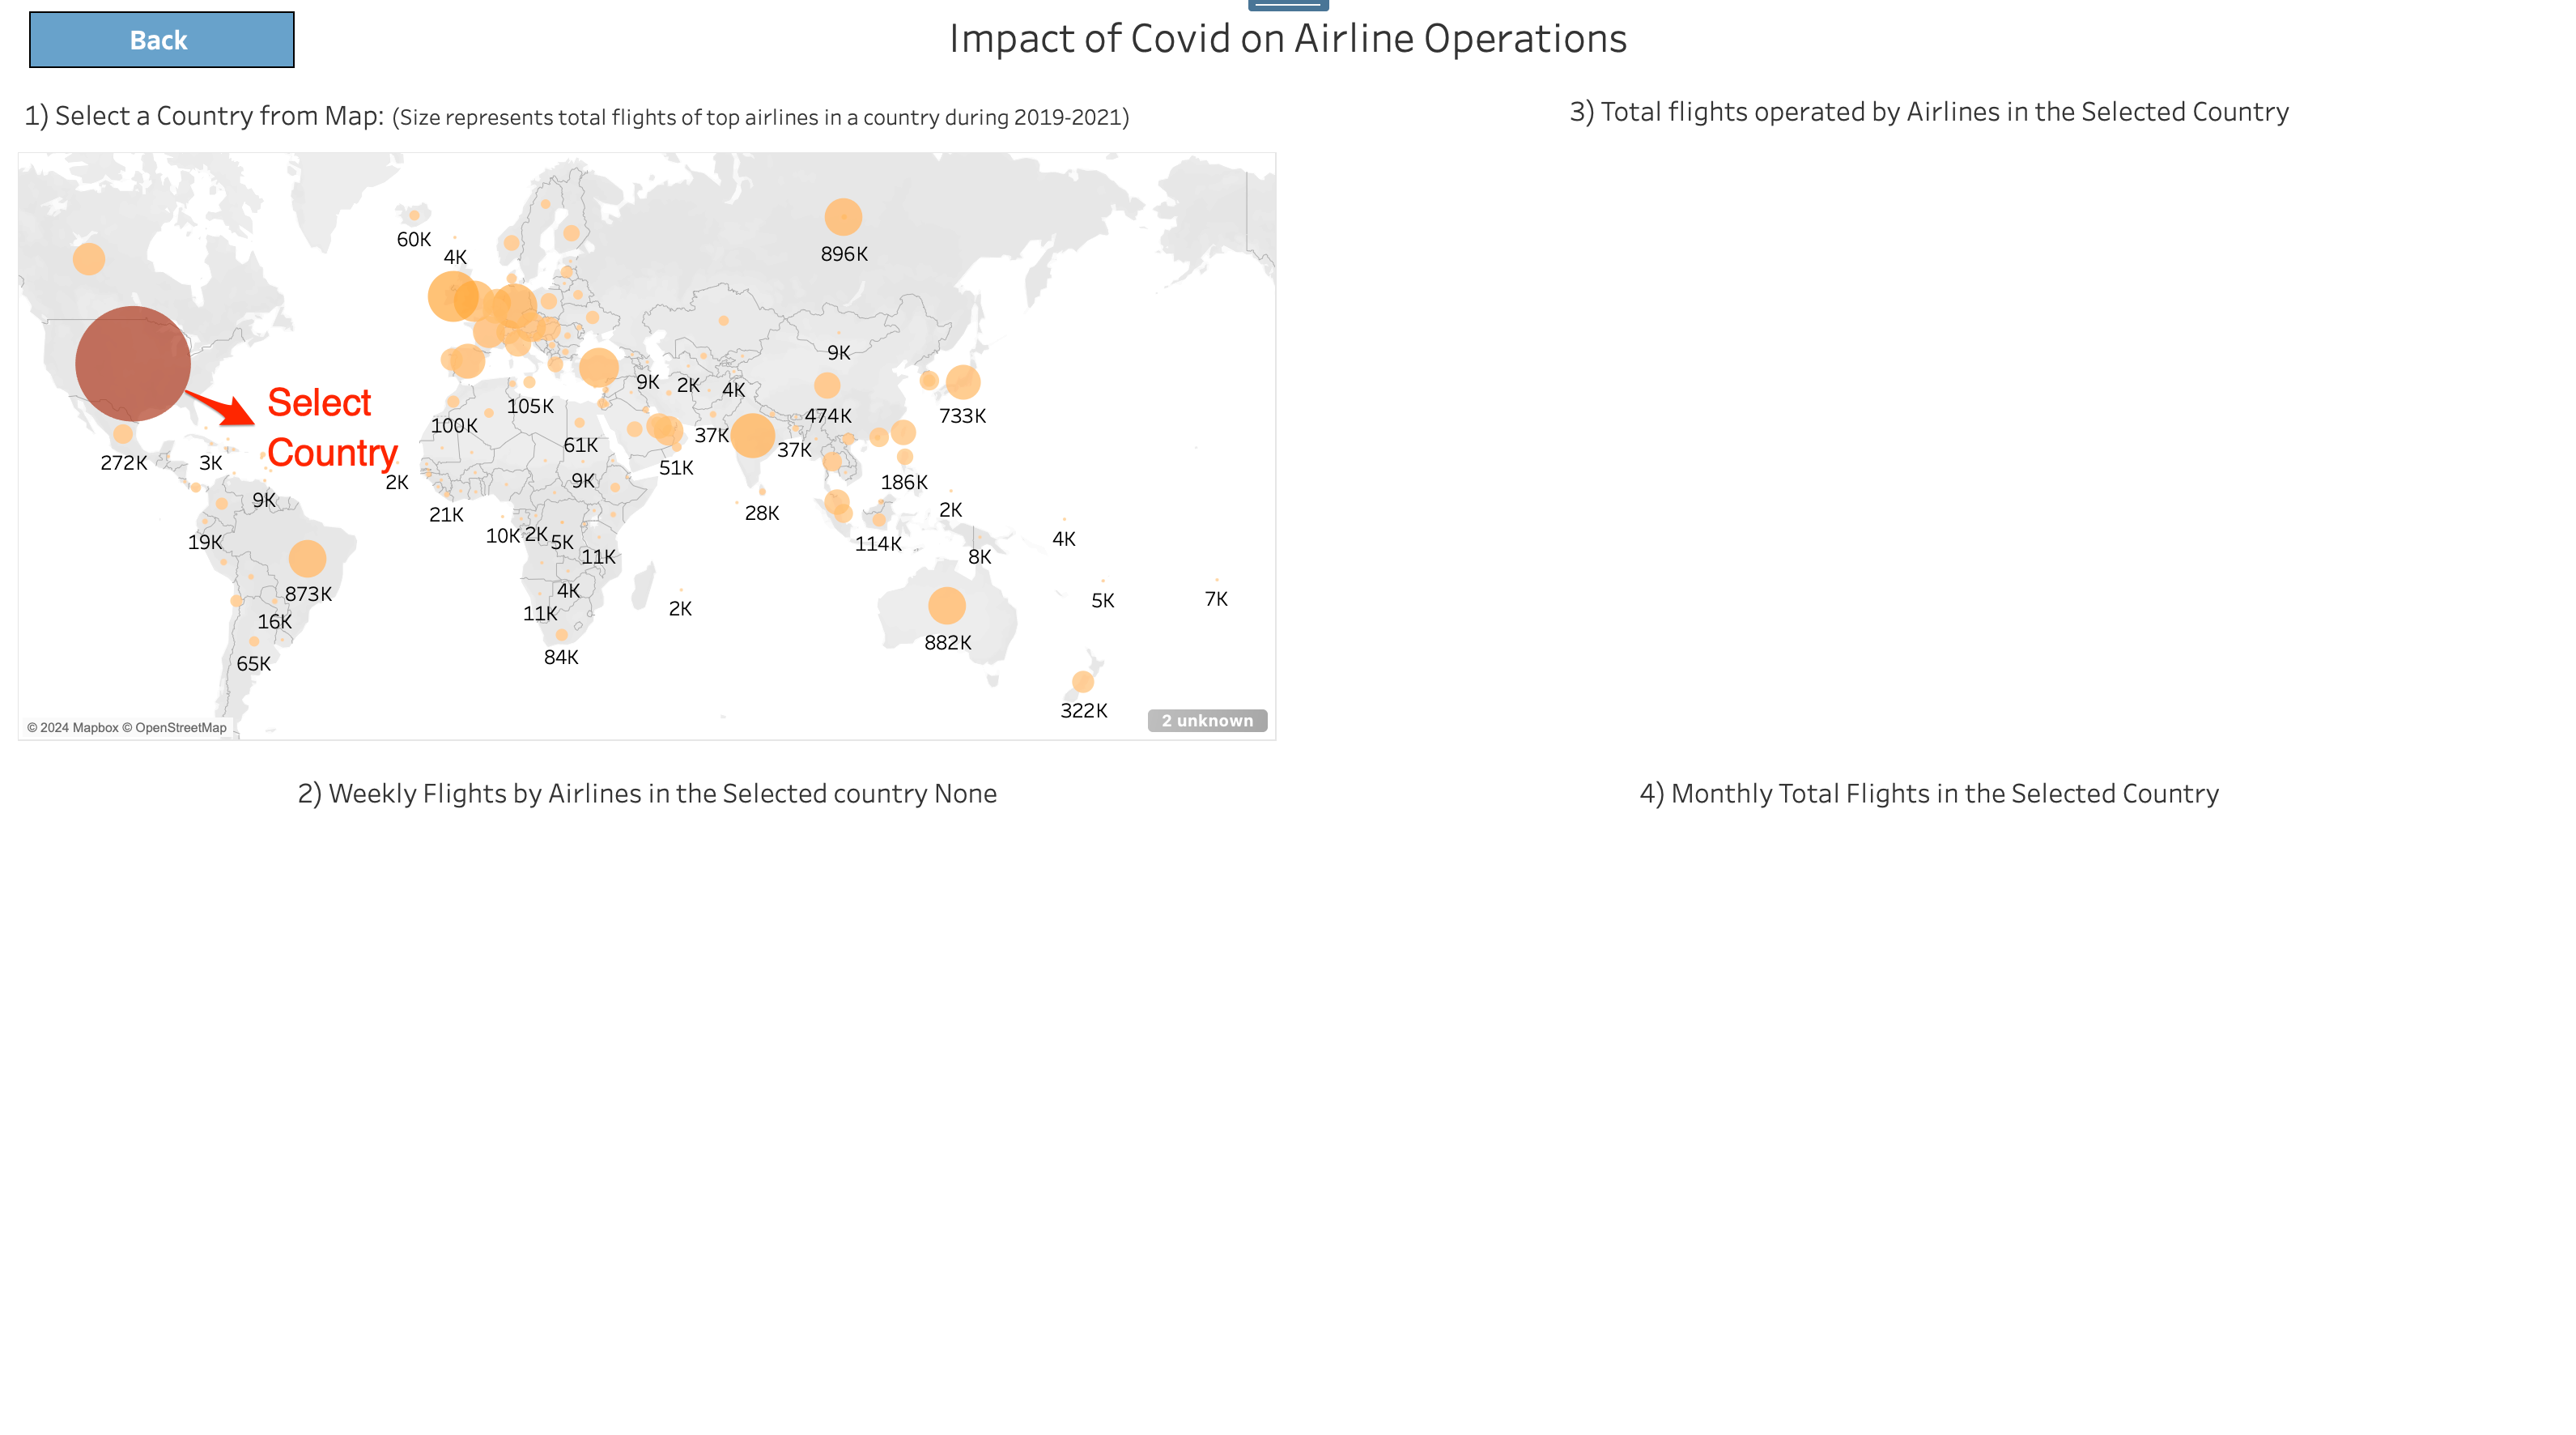 Back
Impact of Covid on Airline Operations
1) Select a Country from Map: (Size represents total flights of top airlines in a country during 2019-2021)
3) Total flights operated by Airlines in the Selected Country
60K
4K
896K
9K
9K
2K
4K
Select
Country
105K
474K
733K
100K
61K
37K
37K
272K
3K
51K
2K
9K
186K
9K
21K
28K
2K
19K
10K
2K
5K
114K
4K
11K
8K
873K
4K
5K
7K
16K
11K
2K
882K
65K
84K
322K
2 unknown
© 2024 Mapbox © OpenStreetMap
2) Weekly Flights by Airlines in the Selected country None
4) Monthly Total Flights in the Selected Country